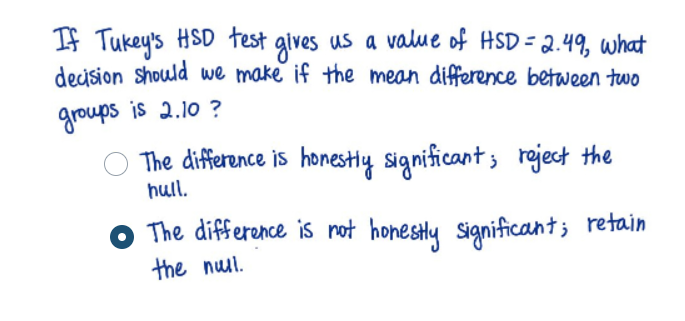 If Tukey's HSD test gives us a value of HSD = 2.49, what
decision should we make if the mean difference between two
groups is 2.10 ?
The difference is honestly significant; reject the
null.
The difference is not honestly significant; retain
the null.